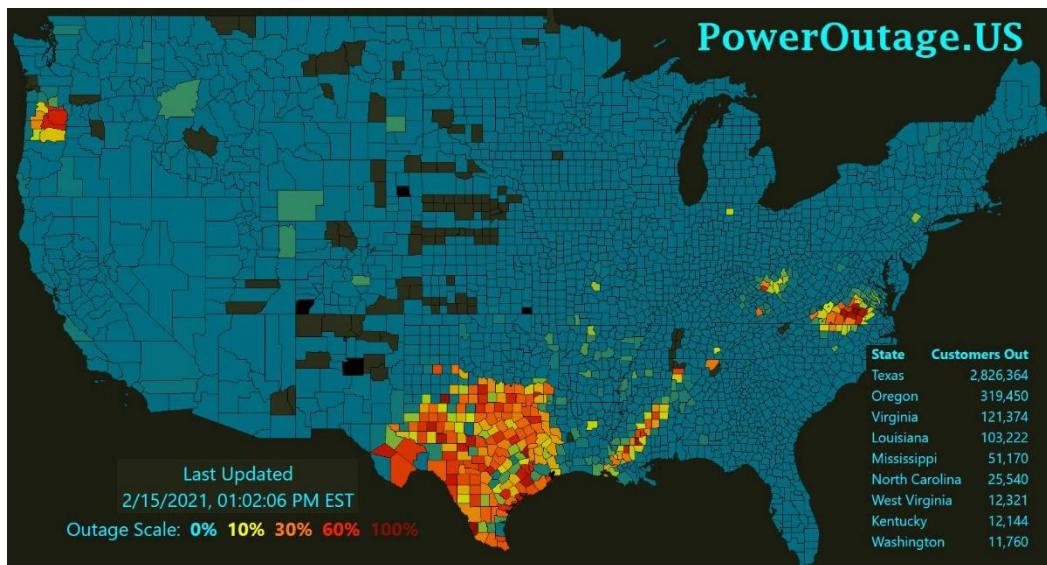 PowerOutage.US
State Customers Out
Texas 2,826,364
Oregon 319,450
Virginia 121,374
Louisiana 103,222
Mississippi 51,170
North Carolina 25,540
West Virginia 12,321
Kentucky 12,144
Washington 11,760
Last Updated
2/15/2021, 01:02:06 PM EST
Outage Scale: 0% 10% 30% 60% 100%